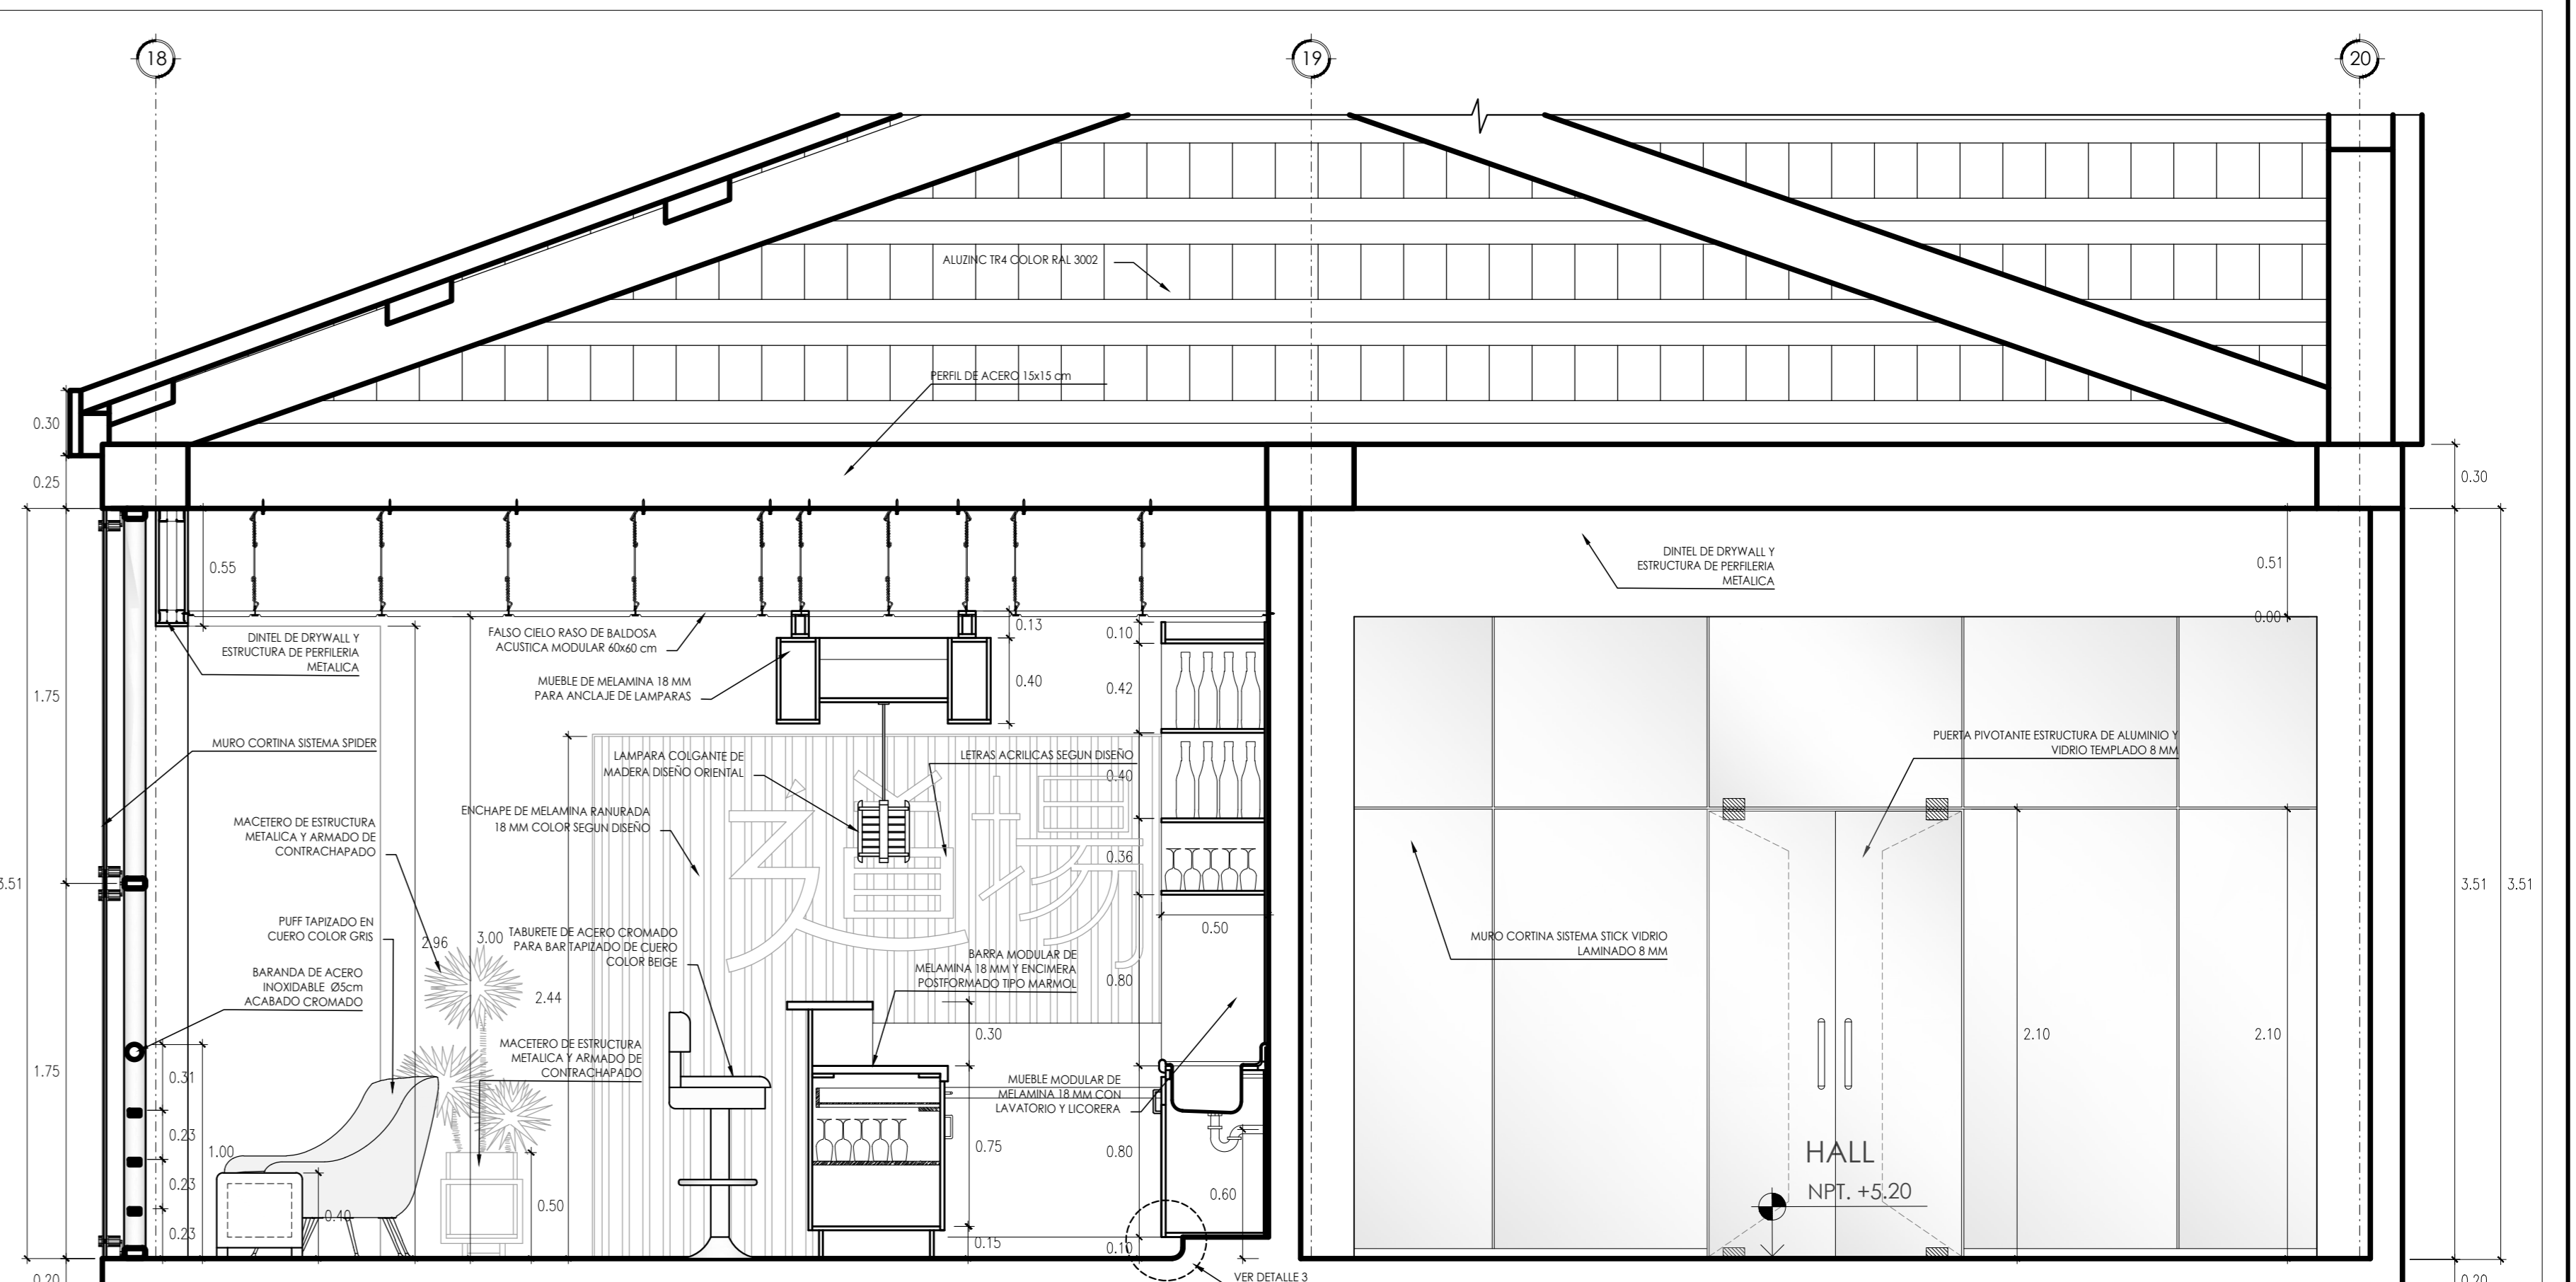 18
19
20
ALUZINC TR4 COLOR RAL 3002
PERFIL DE ACERO 15x15 cm
0.30
0.25
0.30
0.55
DINTEL DE DRYWALL Y
ESTRUCTURA DE PERFILERIA
METALICA
FALSO CIELO RASO DE BALDOSA
ACUSTICA MODULAR 60x60 cm
MUEBLE DE MELAMINA 18 MM
PARA ANCLAJE DE LAMPARAS
0.13
0.40
0.10
0.42
DINTEL DE DRYWALL Y
ESTRUCTURA DE PERFILERIA
METALICA
0.51
0.00
1.75
MURO CORTINA SISTEMA SPIDER
LAMPARA COLGANTE DE
MADERA DISEÑO ORIENTAL
LETRAS ACRILICAS SEGUN DISEÑO
0.40
PUERTA PIVOTANTE ESTRUCTURA DE ALUMINIO Y
VIDRIO TEMPLADO 8 MM
ENCHAPE DE MELAMINA RANURADA
18 MM COLOR SEGUN DISEÑO
MACETERO DE ESTRUCTURA
METALICA Y ARMADO DE
CONTRACHAPADO
0.36
3.51
3.51
3.51
PUFF TAPIZADO EN
CUERO COLOR GRIS
2.96
3.00
TABURETE DE ACERO CROMADO
PARA BAR TAPIZADO DE CUERO
COLOR BEIGE
0.50
MURO CORTINA SISTEMA STICK VIDRIO
LAMINADO 8 MM
BARANDA DE ACERO
INOXIDABLE Ø5cm
ACABADO CROMADO
2.44
BARRA MODULAR DE
MELAMINA 18 MM Y ENCIMERA
POSTFORMADO TIPO MARMOL
0.80
0.30
2.10
2.10
MACETERO DE ESTRUCTURA
METALICA Y ARMADO DE
CONTRACHAPADO
1.75
0.31
MUEBLE MODULAR DE
MELAMINA 18 MM CON
LAVATORIO Y LICORERA
0.23
1.00
0.75
0.80
HALL
NPT. +5.20
0.23
0.60
0.40
0.50
0.23
0.15
0.10
VER DETALLE 3
0.20
0.20